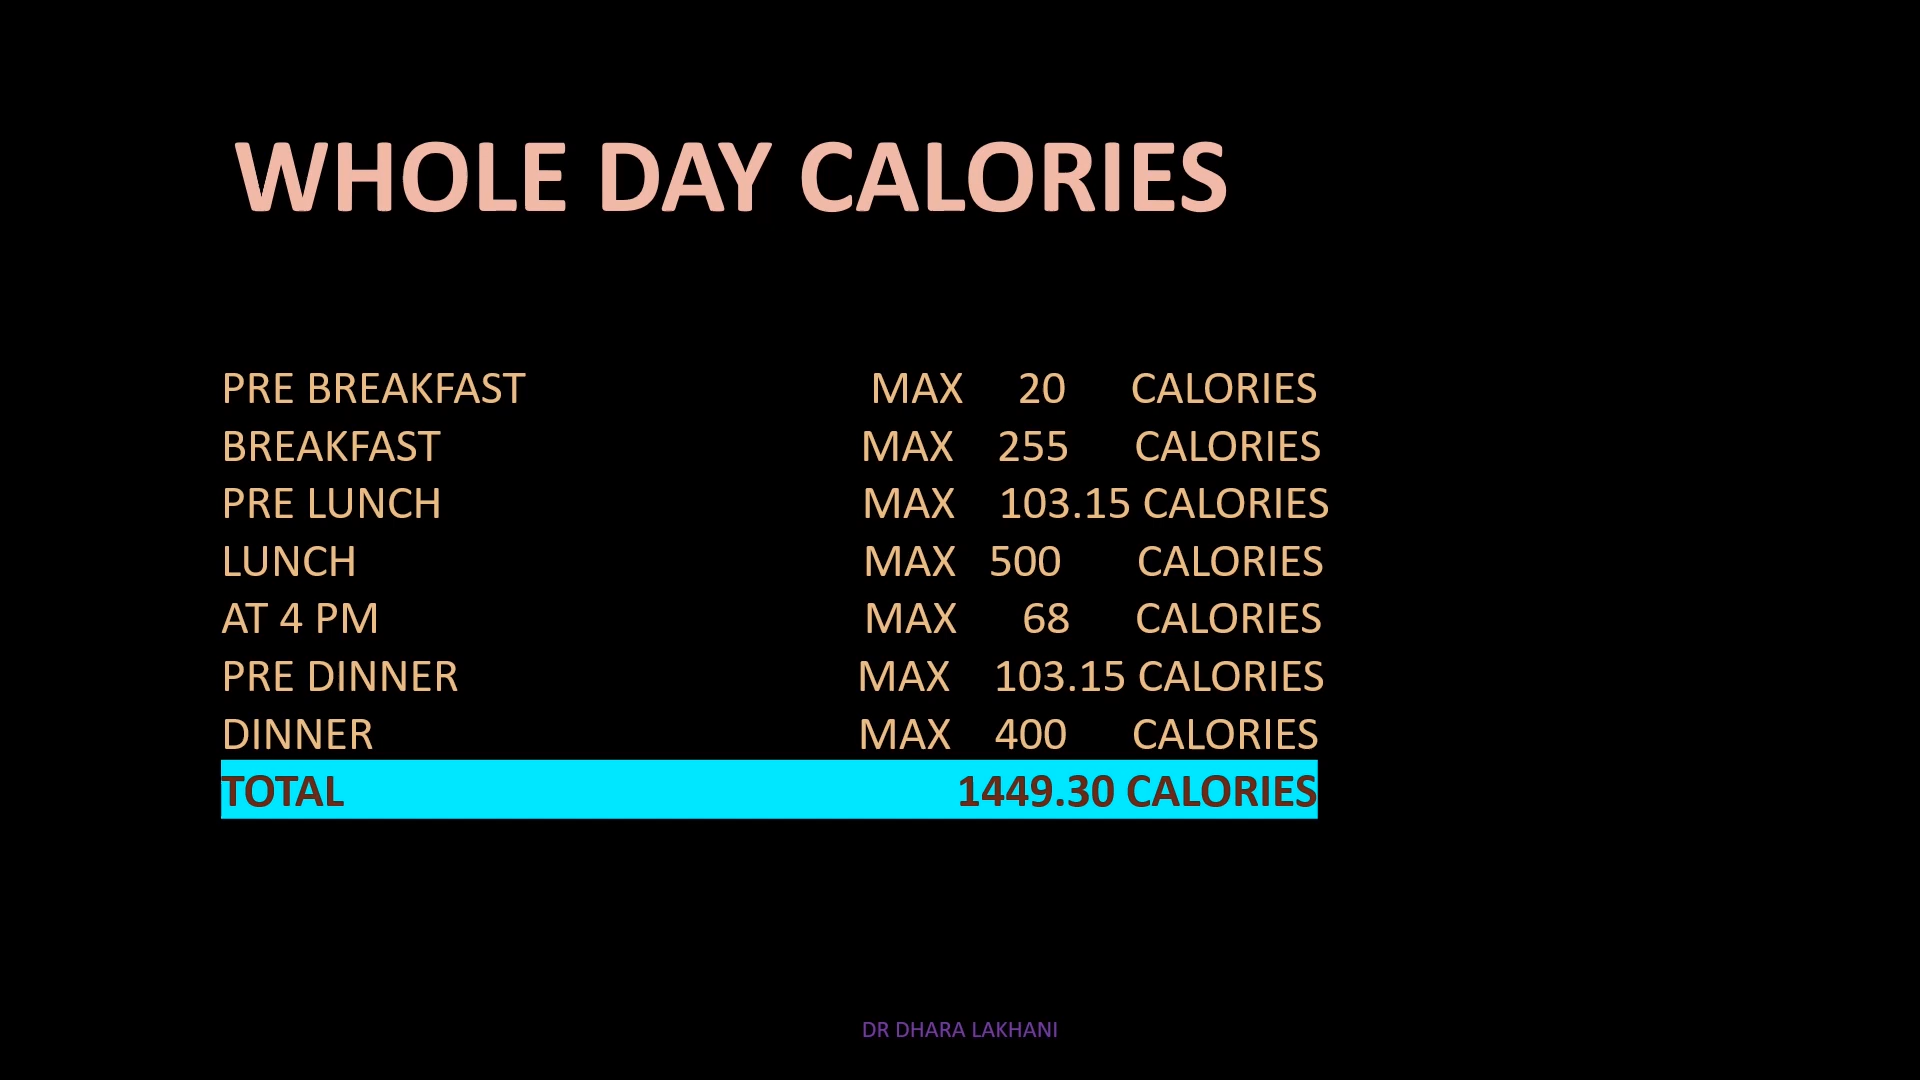 WHOLE DAY CALORIES
PRE BREAKFAST MAX 20 CALORIES
BREAKFAST MAX 255 CALORIES
PRE LUNCH MAX 103.15 CALORIES
LUNCH MAX 500 CALORIES
AT 4 PM MAX 68 CALORIES
PRE DINNER MAX 103.15 CALORIES
DINNER MAX 400 CALORIES
TOTAL 1449.30 CALORIES
DR DHARA LAKHANI